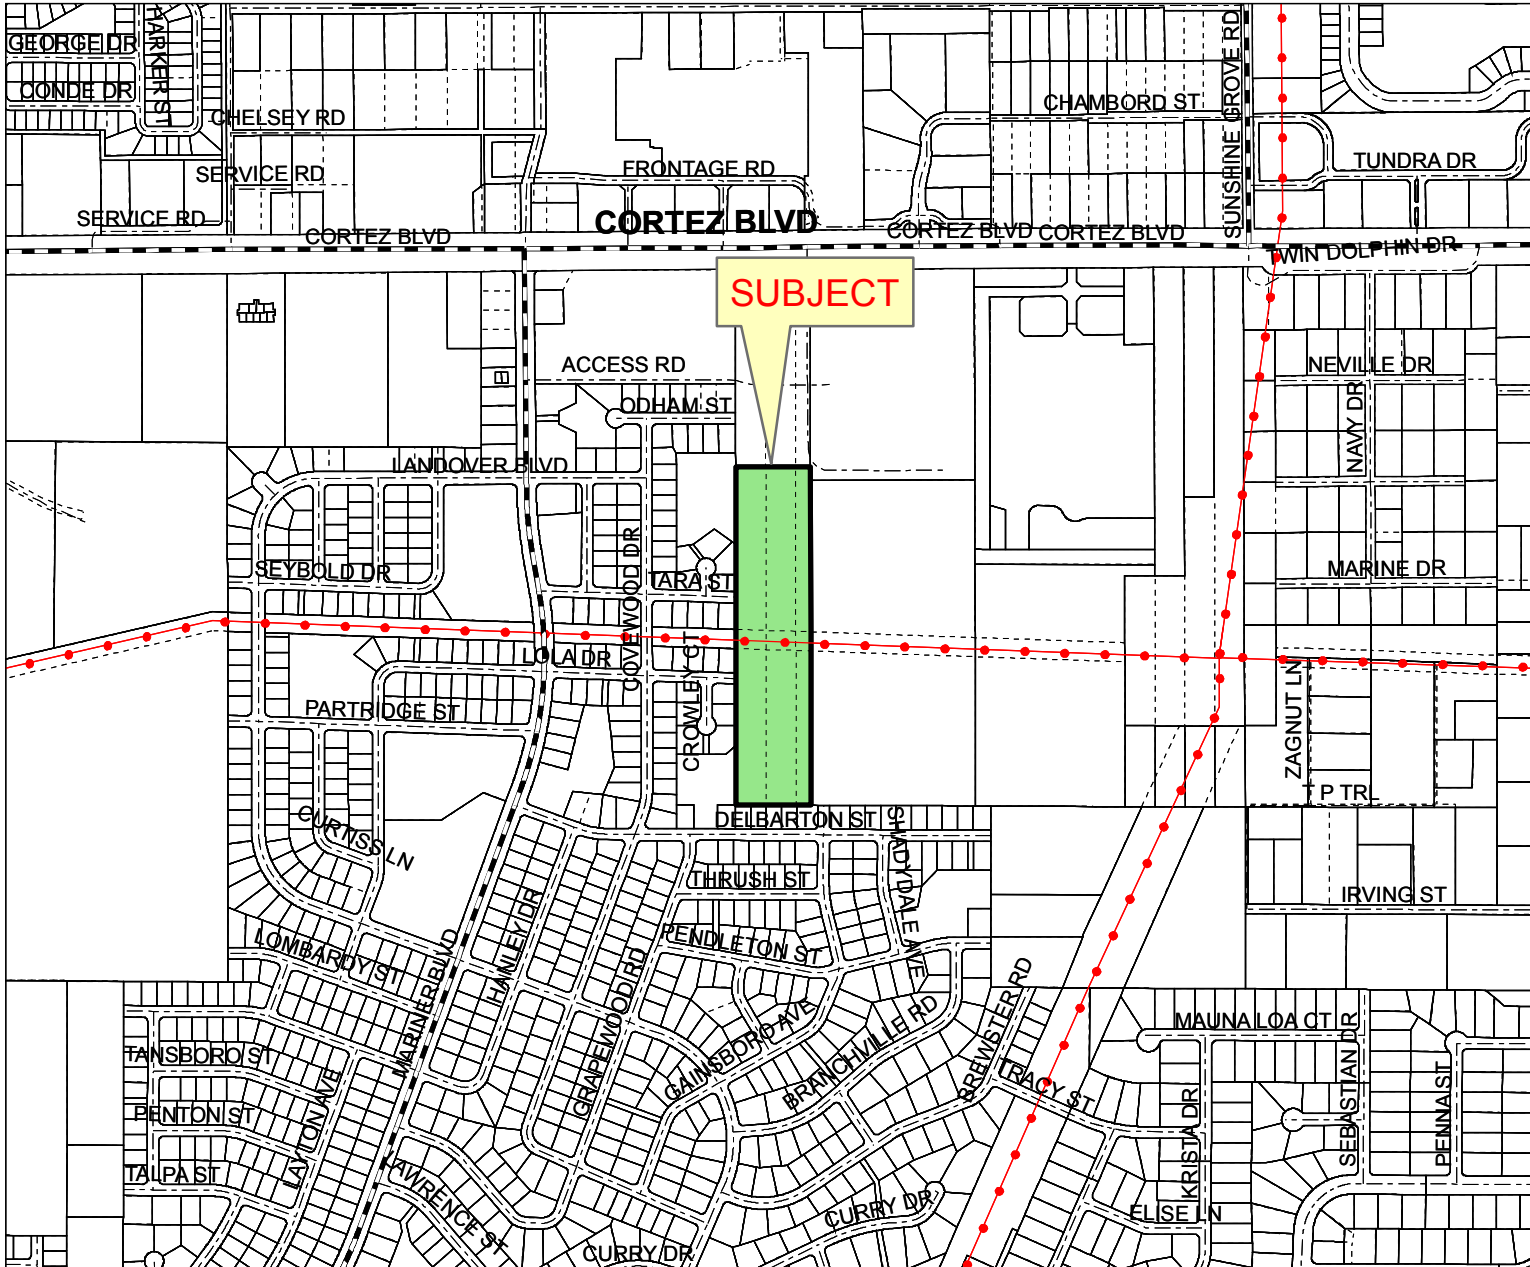 GEORGE DR
HARKER ST
CONDE DR
CHELSEY RD
SERVICE RD
SERVICE RD
CORTEZ BLVD
FRONTAGE RD
CORTEZ BLVD
CORTEZ BLVD
CORTEZ BLVD
CHAMBORD ST
SUNSHINE GROVE RD
TUNDRA DR
TWIN DOLPHIN DR
SUBJECT
ACCESS RD
ODHAM ST
NEVILLE DR
NAVY DR
LANDOVER BLVD
SEYBOLD DR
COVEWOOD DR
TARA ST
MARINE DR
LOLA DR
CROWLEY CT
PARTRIDGE ST
ZAGNUT LN
T P TRL
CURTISS LN
DELBARTON ST
SHADYDALE AVE
THRUSH ST
IRVING ST
HANLEY DR
LOMBARDY ST
MARINER BLVD
PENDLETON ST
GRAPEWOOD RD
GAINSBORO AVE
BRANCHVILLE RD
BREWSTER RD
TRACY ST
MAUNA LOA CT
SEBASTIAN DR
PENNA ST
KRISTA DR
TANSBORO ST
PENTON ST
LAYTON AVE
TALPA ST
LAWRENCE ST
CURRY DR
CURRY DR
ELISE LN